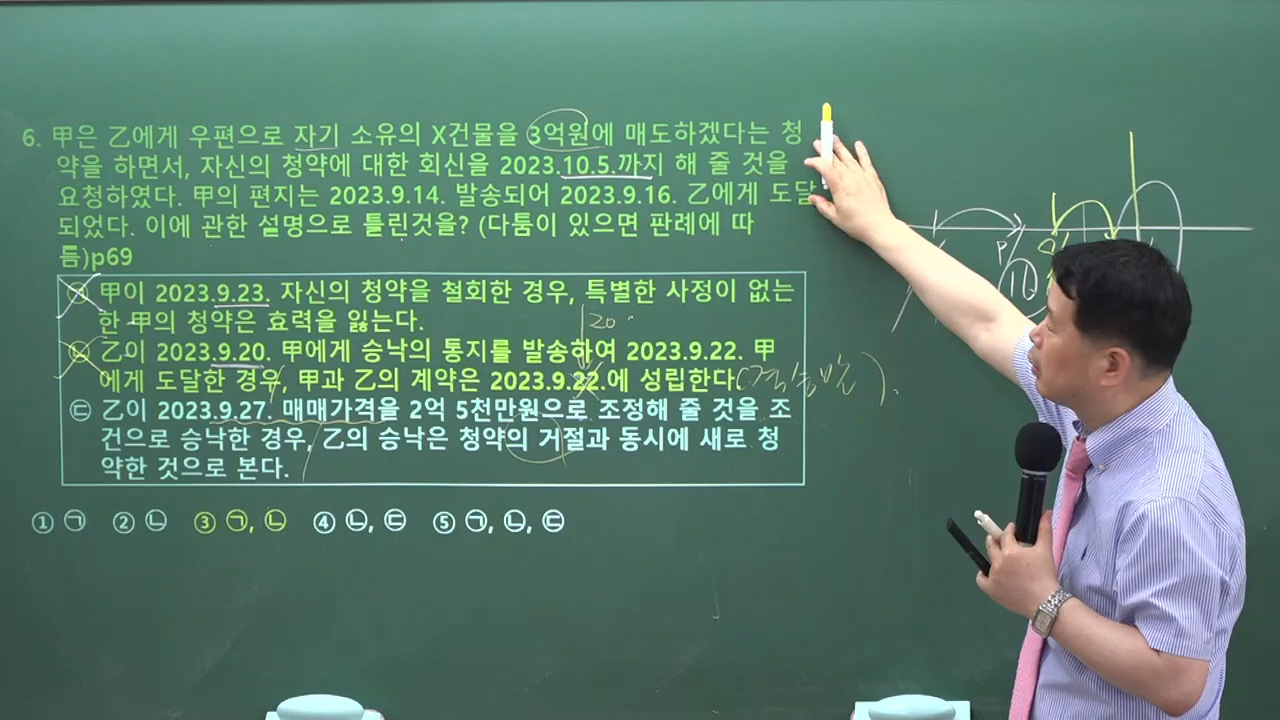 6. 甲은 乙에게 우편으로 자기 소유의 X건물을 3억원에 매도하겠다는 청
약을 하면서, 자신의 청약에 대한 회신을 2023.10.5.까지 해 줄 것을
요청하였다. 甲의 편지는 2023.9.14. 발송되어 2023.9.16. 乙에게 도달
되었다. 이에 관한 설명으로 틀린것을? (다툼이 있으면 판례에 따
름)p69
㉠ 甲이 2023.9.23. 자신의 청약을 철회한 경우, 특별한 사정이 없는
한 甲의 청약은 효력을 잃는다.
20
㉡ 乙이 2023.9.20. 甲에게 승낙의 통지를 발송하여 2023.9.22. 甲
에게 도달한 경우, 甲과 乙의 계약은 2023.9.22.에 성립한다
㉢ 乙이 2023.9.27. 매매가격을 2억 5천만원으로 조정해 줄 것을 조
건으로 승낙한 경우, 乙의 승낙은 청약의 거절과 동시에 새로 청
약한 것으로 본다.
① ㉠ ② ㉡ ③ ㉠, ㉡ ④ ㉡, ㉢ ⑤ ㉠, ㉡, ㉢